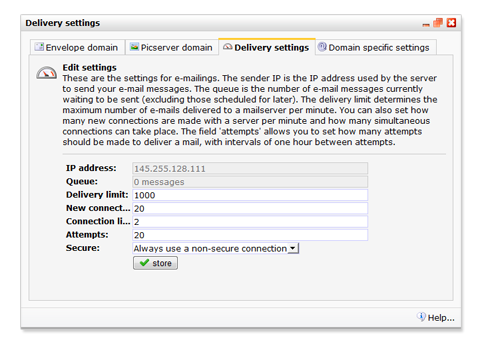 Delivery settings
Envelope domain
Picserver domain
Delivery settings
Domain specific settings
Edit settings
These are the settings for e-mailings. The sender IP is the IP address used by the server
to send your e-mail messages. The queue is the number of e-mail messages currently
waiting to be sent (excluding those scheduled for later). The delivery limit determines the
maximum number of e-mails delivered to a mailserver per minute. You can also set how
many new connections are made with a server per minute and how many simultaneous
connections can take place. The field 'attempts' allows you to set how many attempts
should be made to deliver a mail, with intervals of one hour between attempts.
IP address: 145.255.128.111
Queue: 0 messages
Delivery limit: 1000
New connect... 20
Connection li... 2
Attempts: 20
Secure: Always use a non-secure connection
store
Help...